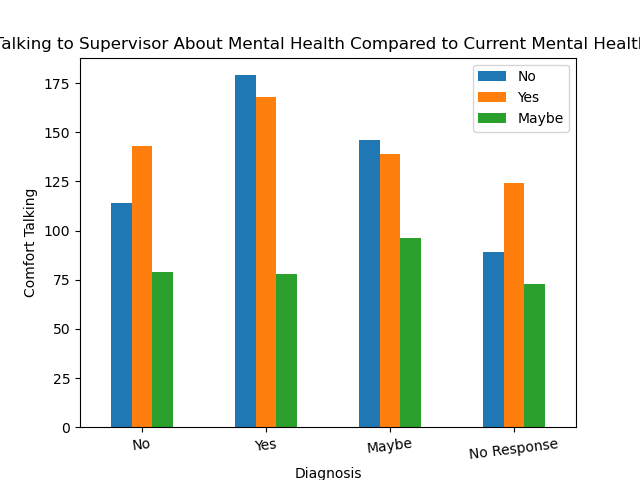 Talking to Supervisor About Mental Health Compared to Current Mental Health
No
Yes
Maybe
Comfort Talking
175
150
125
100
75
50
25
0
No
Yes
Maybe
No Response
Diagnosis